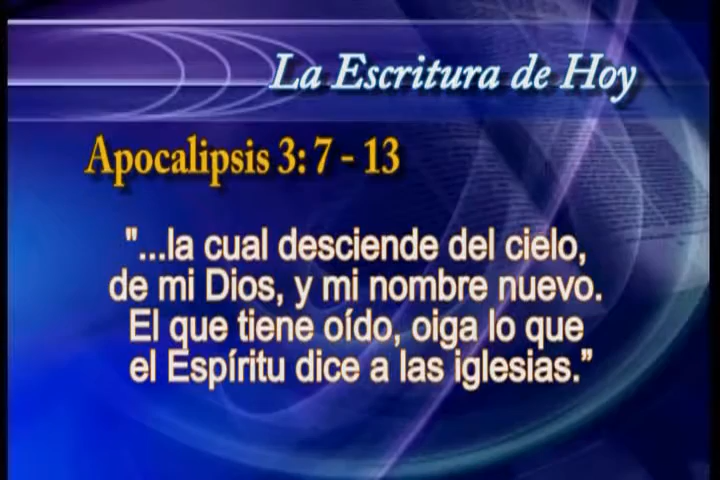 La Escritura de Hoy
Apocalipsis 3: 7 - 13
"...la cual desciende del cielo,
de mi Dios, y mi nombre nuevo.
El que tiene oído, oiga lo que
el Espíritu dice a las iglesias.”